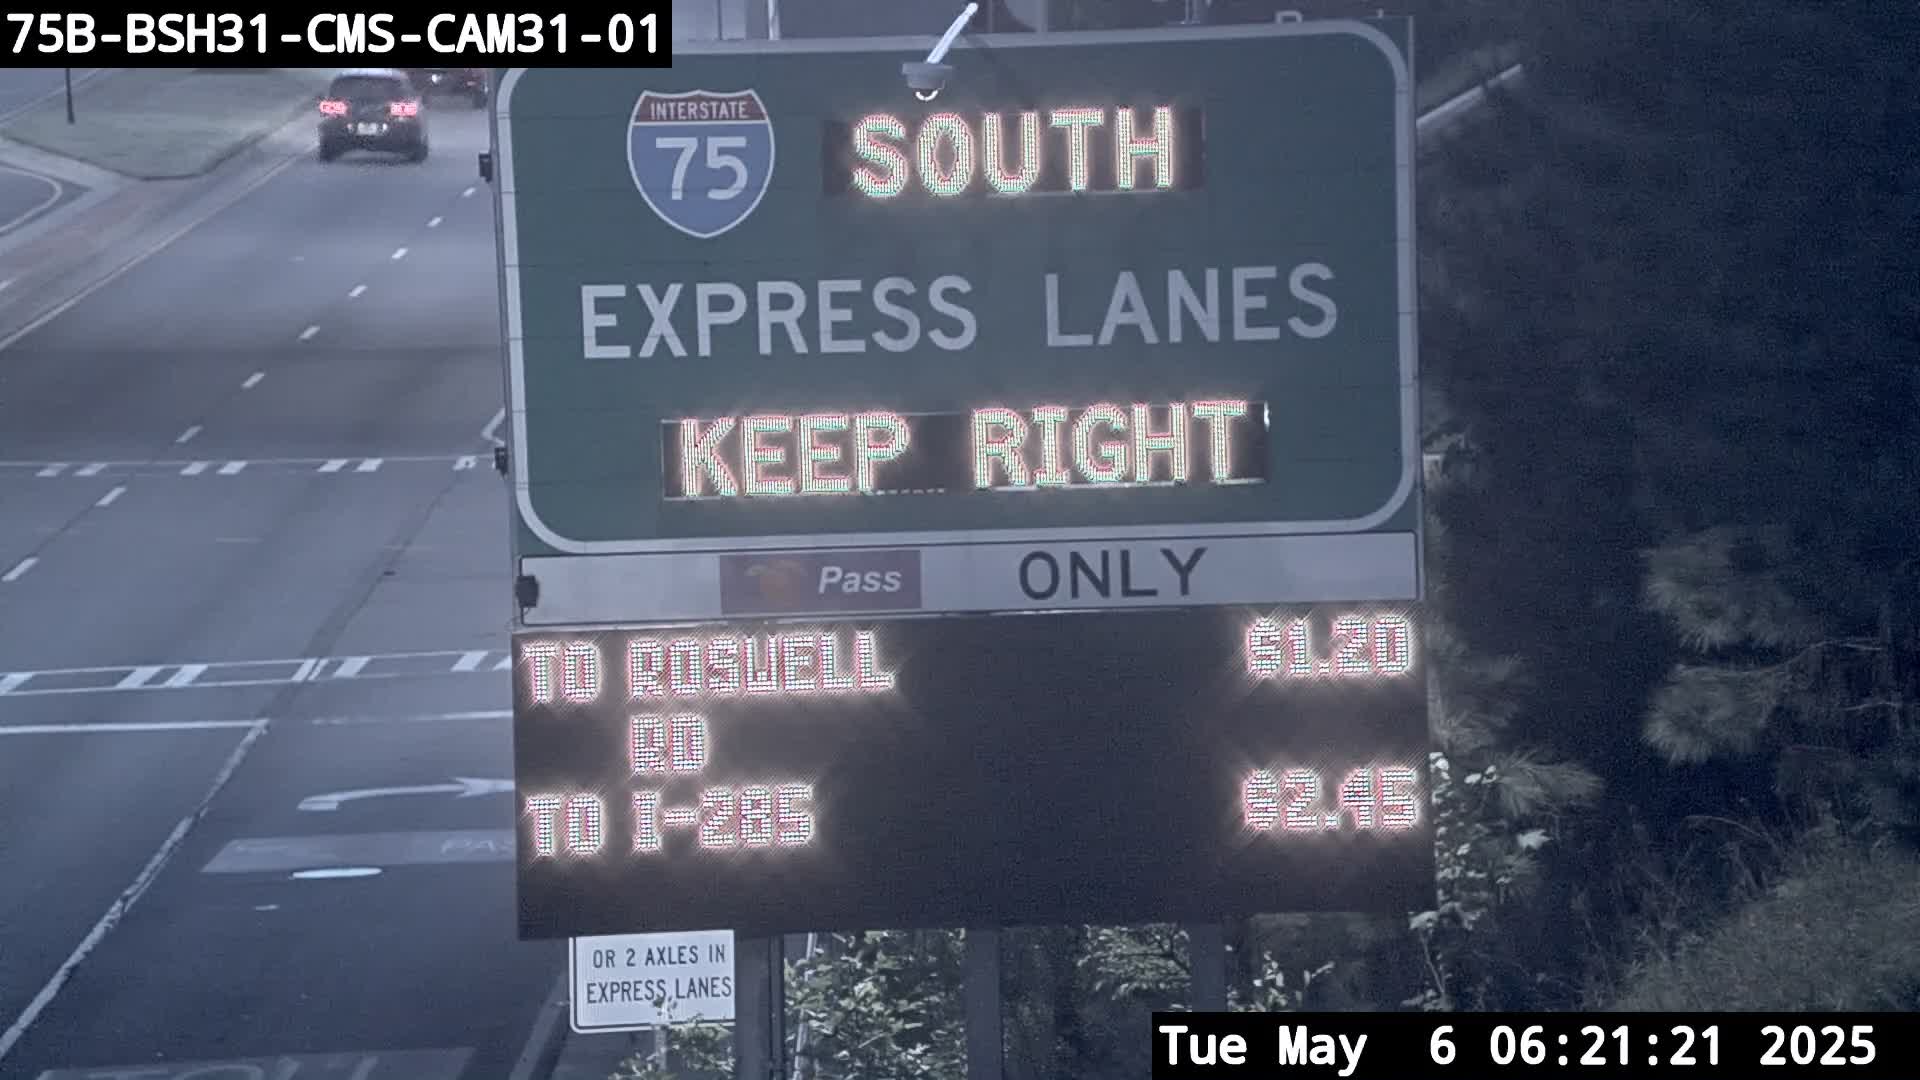 75B-BSH31-CMS-CAM31-01
INTERSTATE
75
SOUTH
EXPRESS LANES
KEEP RIGHT
Pass ONLY
TO ROSWELL $1.20
RD
TO I-285 $2.45
OR 2 AXLES IN
EXPRESS LANES
Tue May 6 06:21:21 2025